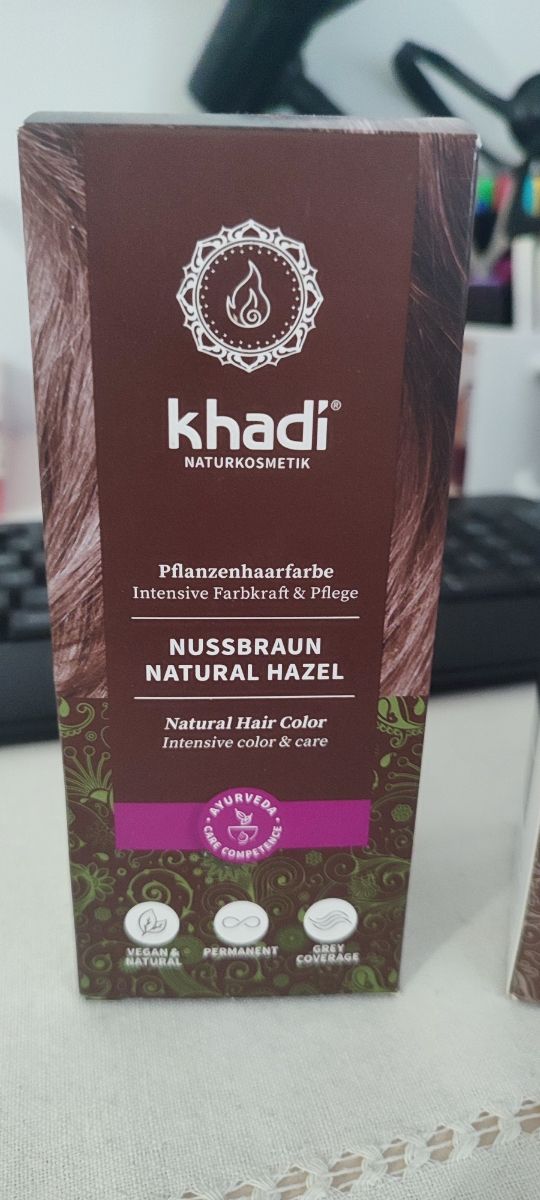 khadi®
NATURKOSMETIK
Pflanzenhaarfarbe
Intensive Farbkraft & Pflege
NUSSBRAUN
NATURAL HAZEL
Natural Hair Color
Intensive color & care
AYURVEDA
CARE COMPETENCE
VEGAN &
NATURAL
PERMANENT
GREY
COVERAGE